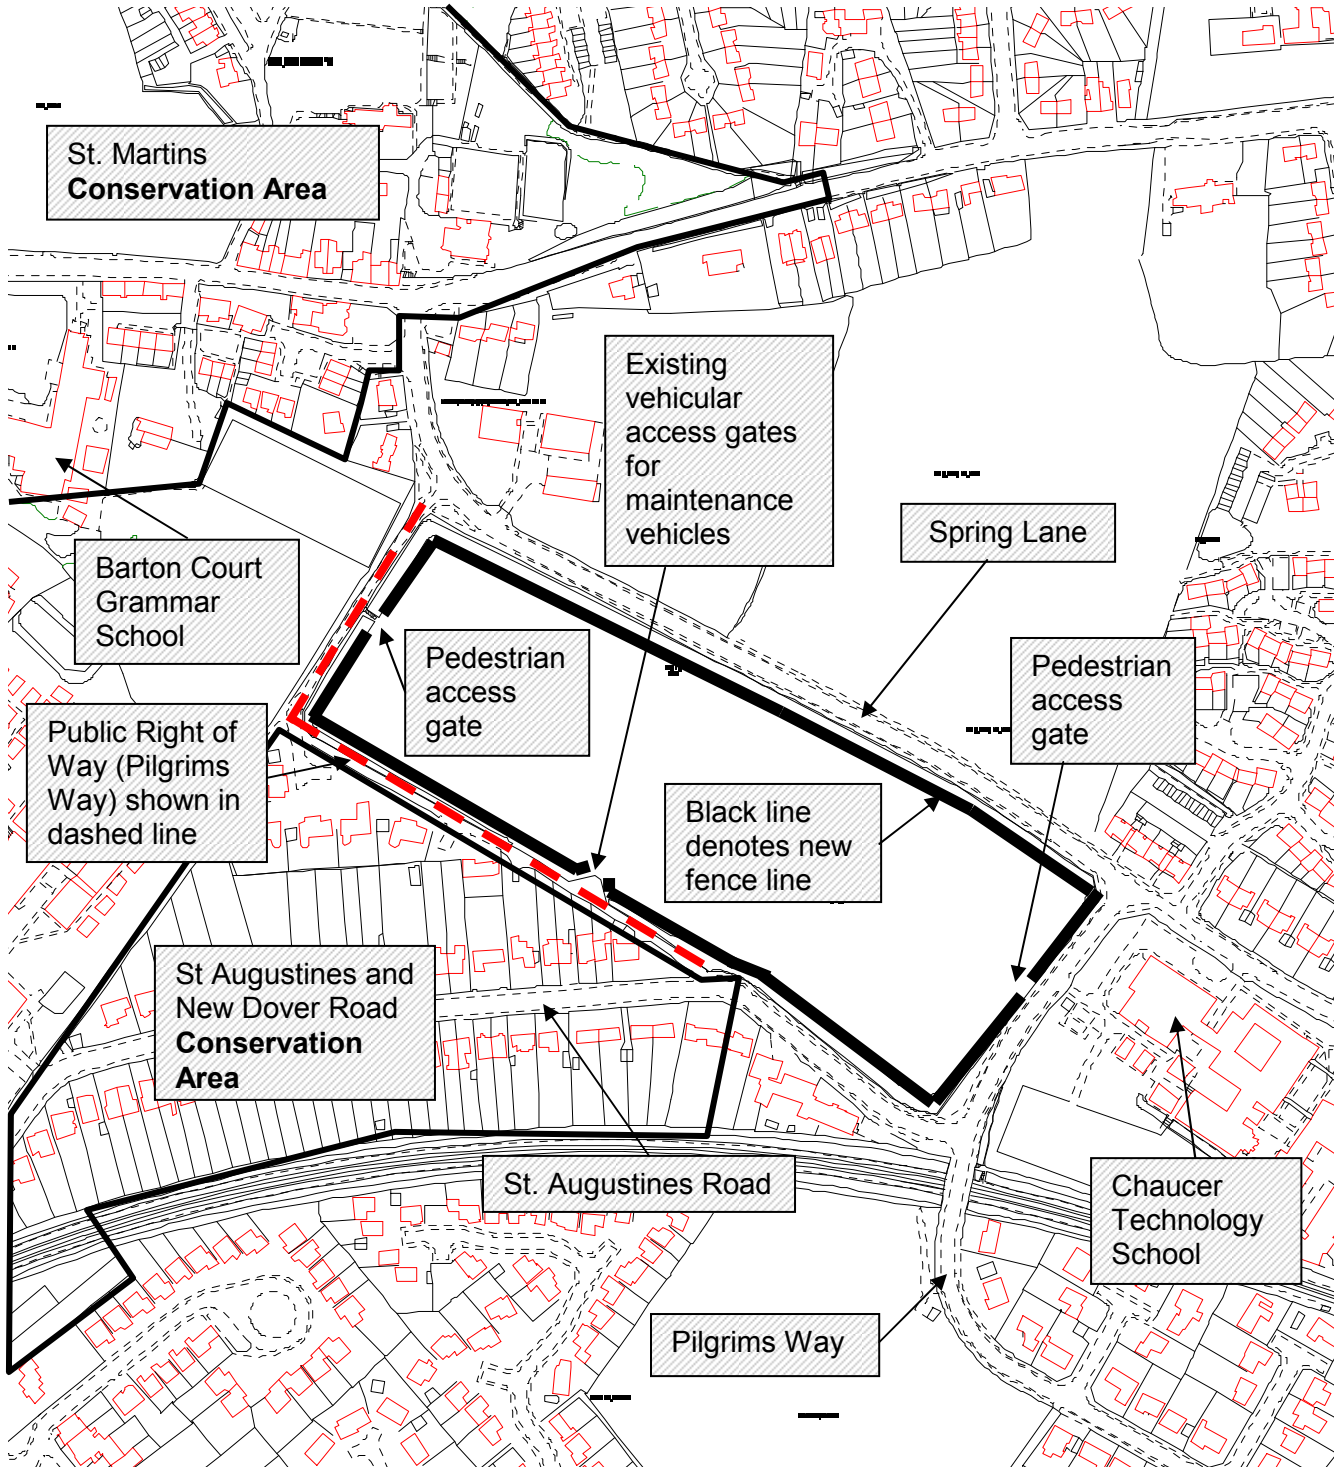 St. Martins
Conservation Area
Existing
vehicular
access gates
for
maintenance
vehicles
Spring Lane
Barton Court
Grammar
School
Pedestrian
access
gate
Pedestrian
access
gate
Public Right of
Way (Pilgrims
Way) shown in
dashed line
Black line
denotes new
fence line
St Augustines and
New Dover Road
Conservation
Area
St. Augustines Road
Chaucer
Technology
School
Pilgrims Way